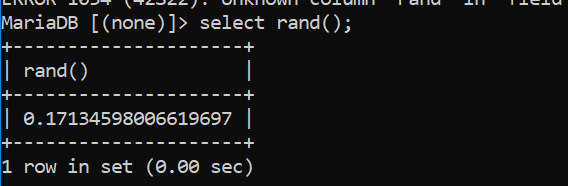 ERROR 1054 (42S22): Unknown column 'rand' in 'field
MariaDB [(none)]> select rand();
+---------------------+
| rand()              |
+---------------------+
| 0.17134598006619697 |
+---------------------+
1 row in set (0.00 sec)